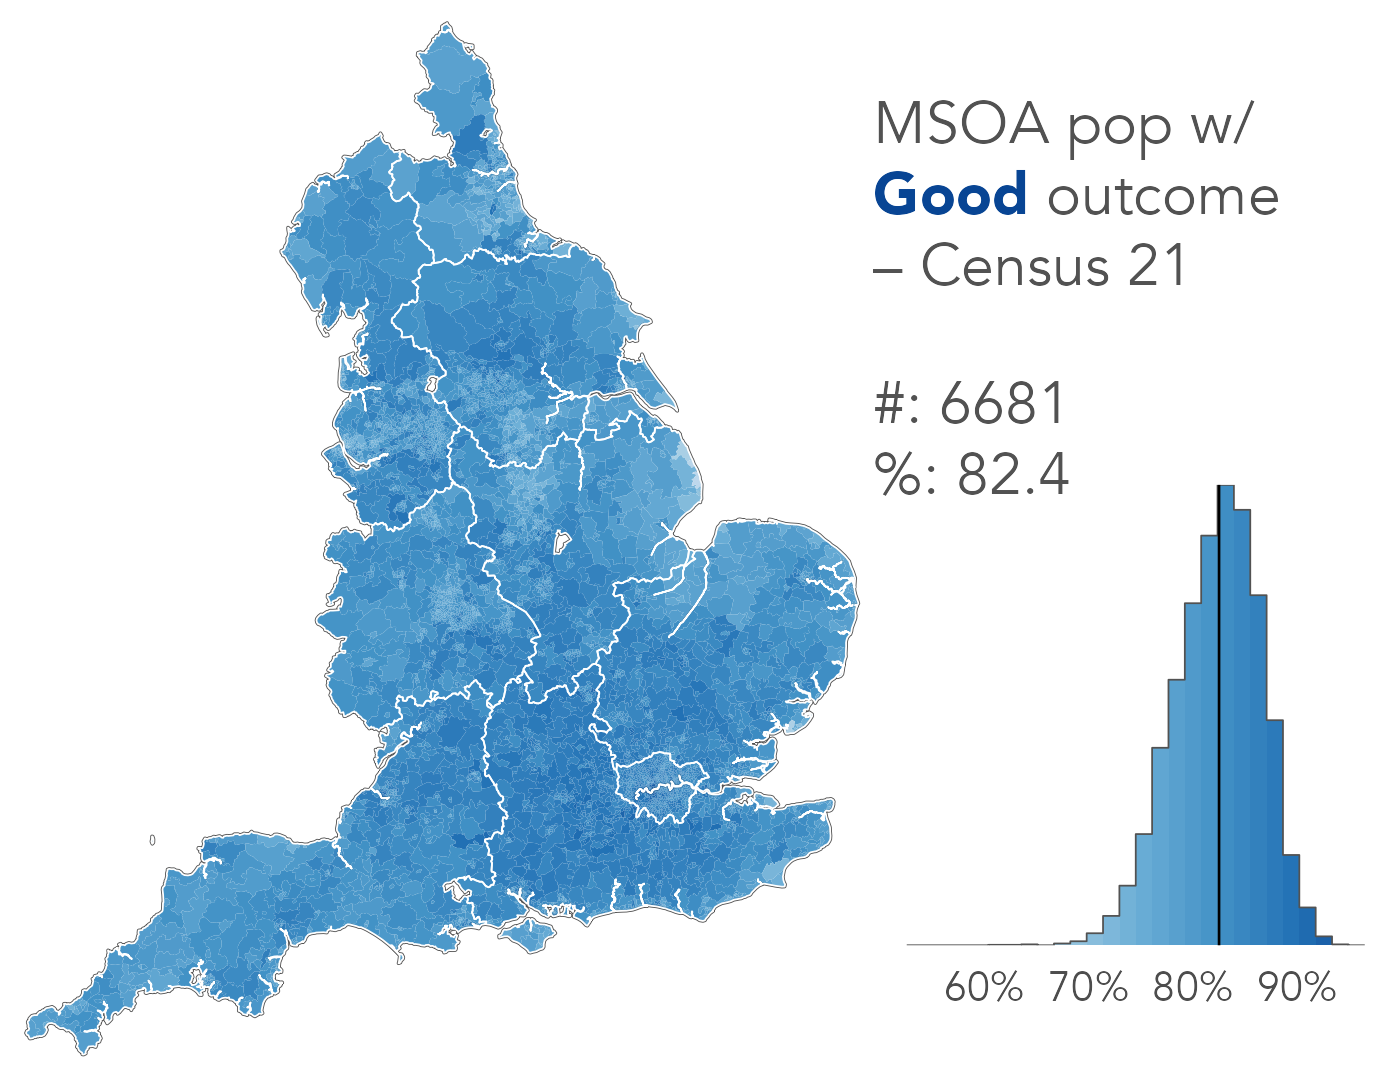 MSOA pop w/
Good outcome
– Census 21
#: 6681
%: 82.4
60% 70% 80% 90%